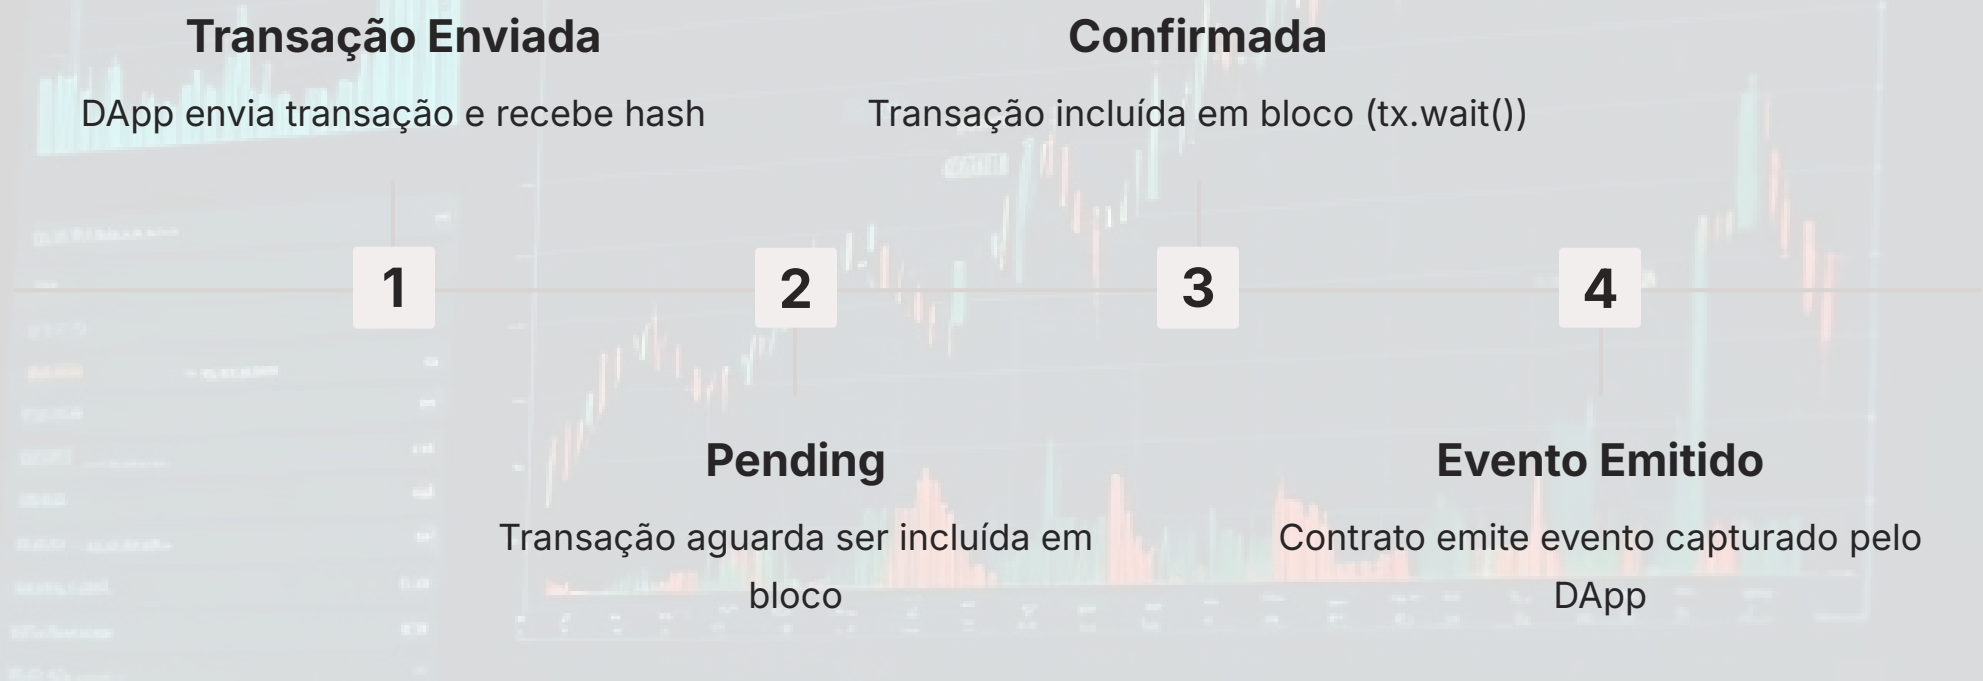 Transação Enviada
DApp envia transação e recebe hash
Confirmada
Transação incluída em bloco (tx.wait())
1
2
3
4
Pending
Transação aguarda ser incluída em
bloco
Evento Emitido
Contrato emite evento capturado pelo
DApp